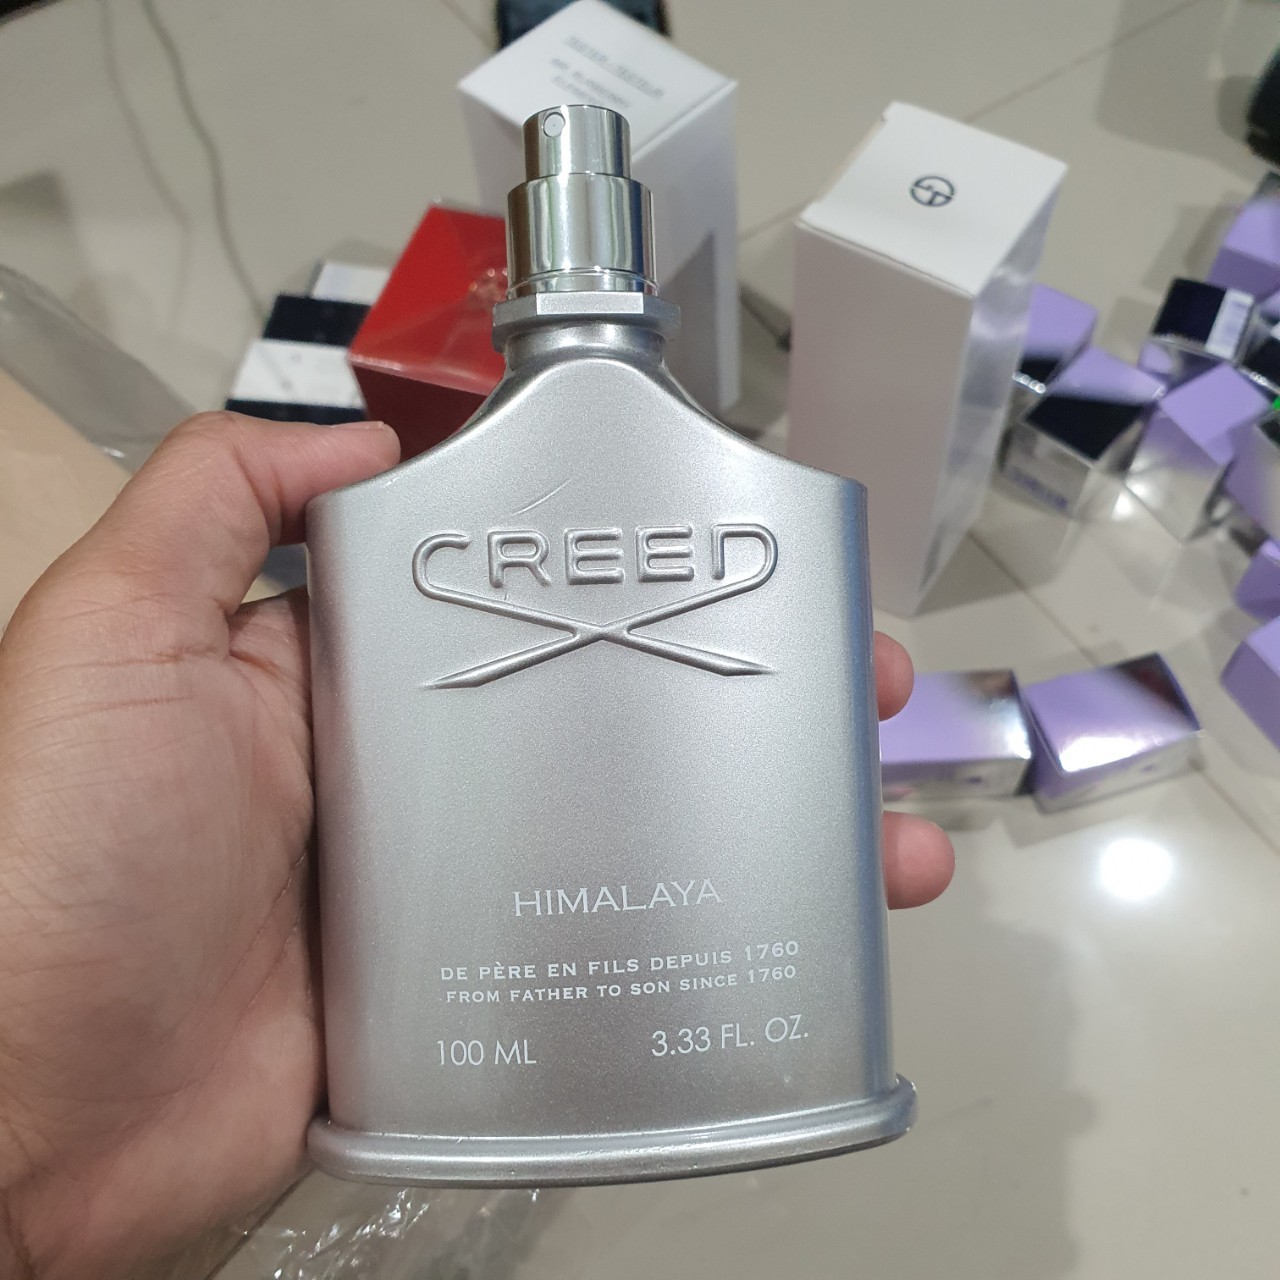 CREED
HIMALAYA
DE PÈRE EN FILS DEPUIS 1760
FROM FATHER TO SON SINCE 1760
100 ML 3.33 FL. OZ.